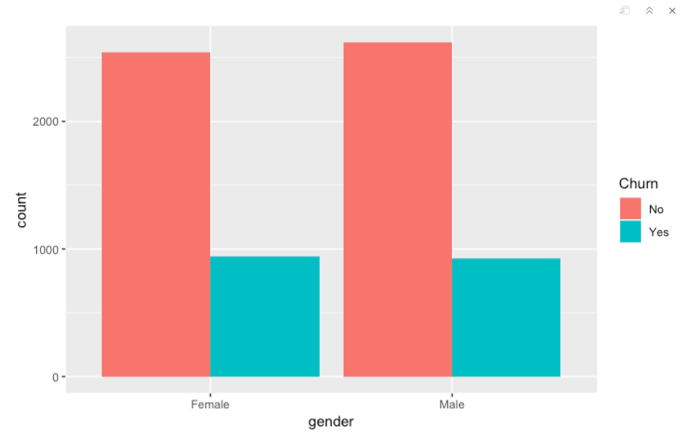 count
2000
1000
0
Female
Male
gender
Churn
No
Yes